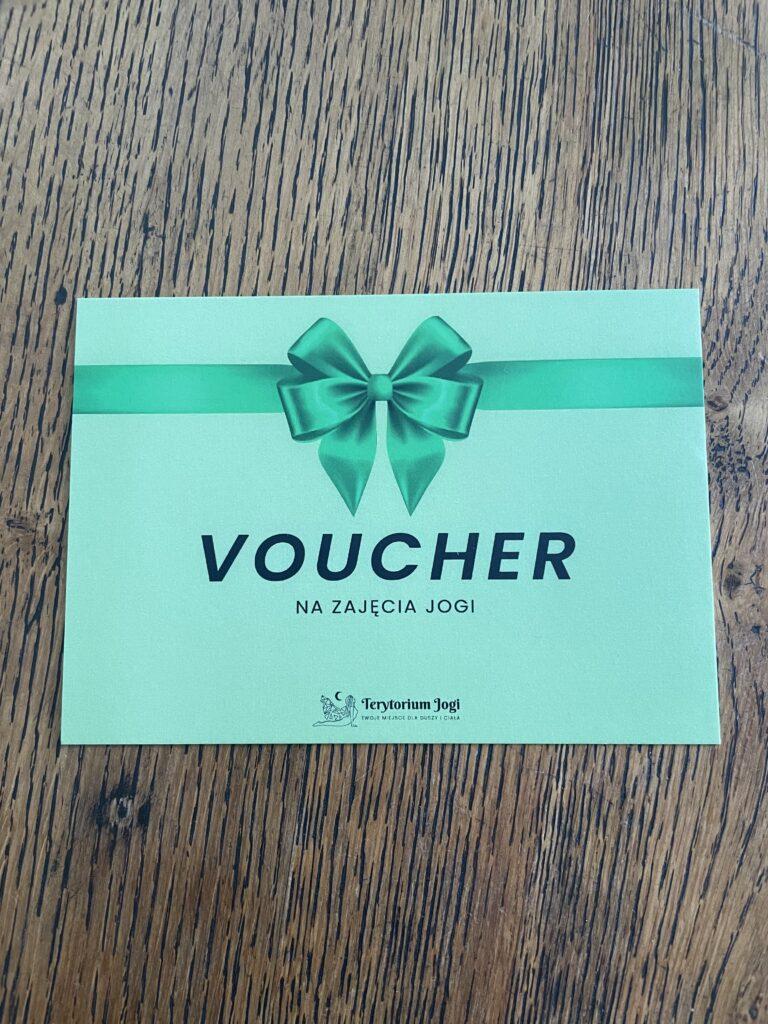 VOUCHER
NA ZAJĘCIA JOGI
Terytorium Jogi
TWOJE MIEJSCE DLA DUSZY I CIAŁA